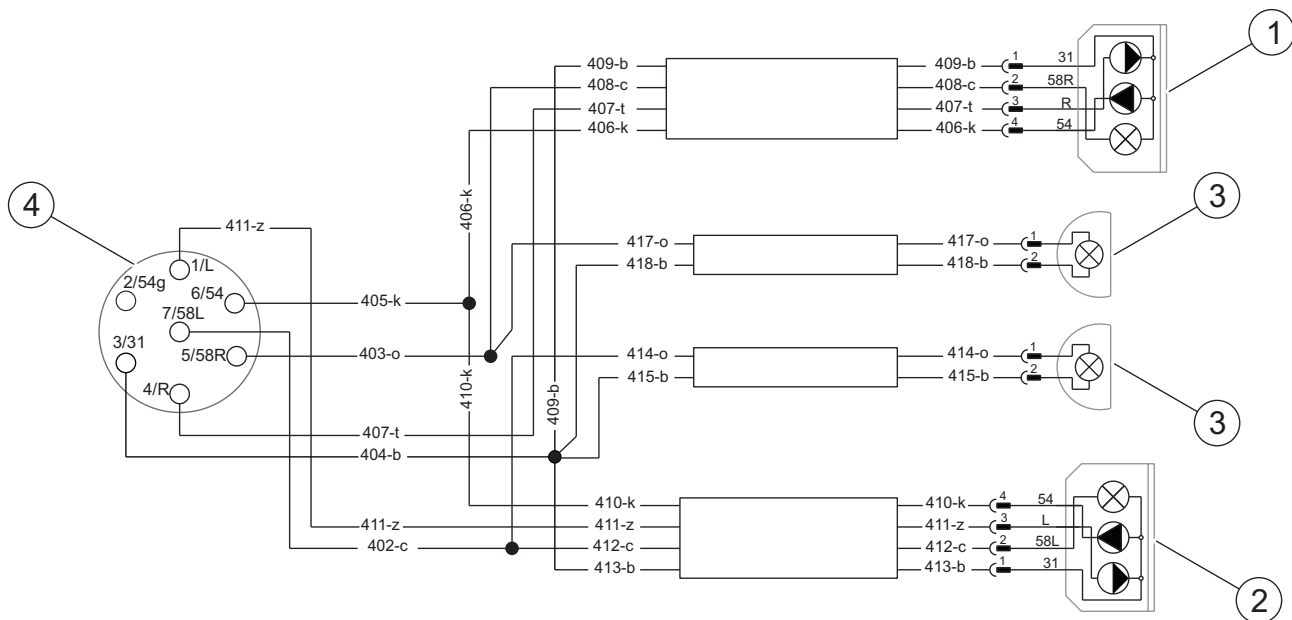 409-b 409-b 1 31
408-c 408-c 2 58R
407-t 407-t 3 R
406-k 406-k 4 54
1
406-k
4
3
411-z
417-o 417-o 1
418-b 418-b 2
1/L
2/54g
6/54
405-k
7/58L
3/31
5/58R
403-o
4/R
410-k
409-b
414-o 414-o 1
415-b 415-b 2
3
407-t
404-b
410-k 410-k 4 54
411-z 411-z 411-z 3 L
402-c 412-c 412-c 2 58L
413-b 413-b 1 31
2